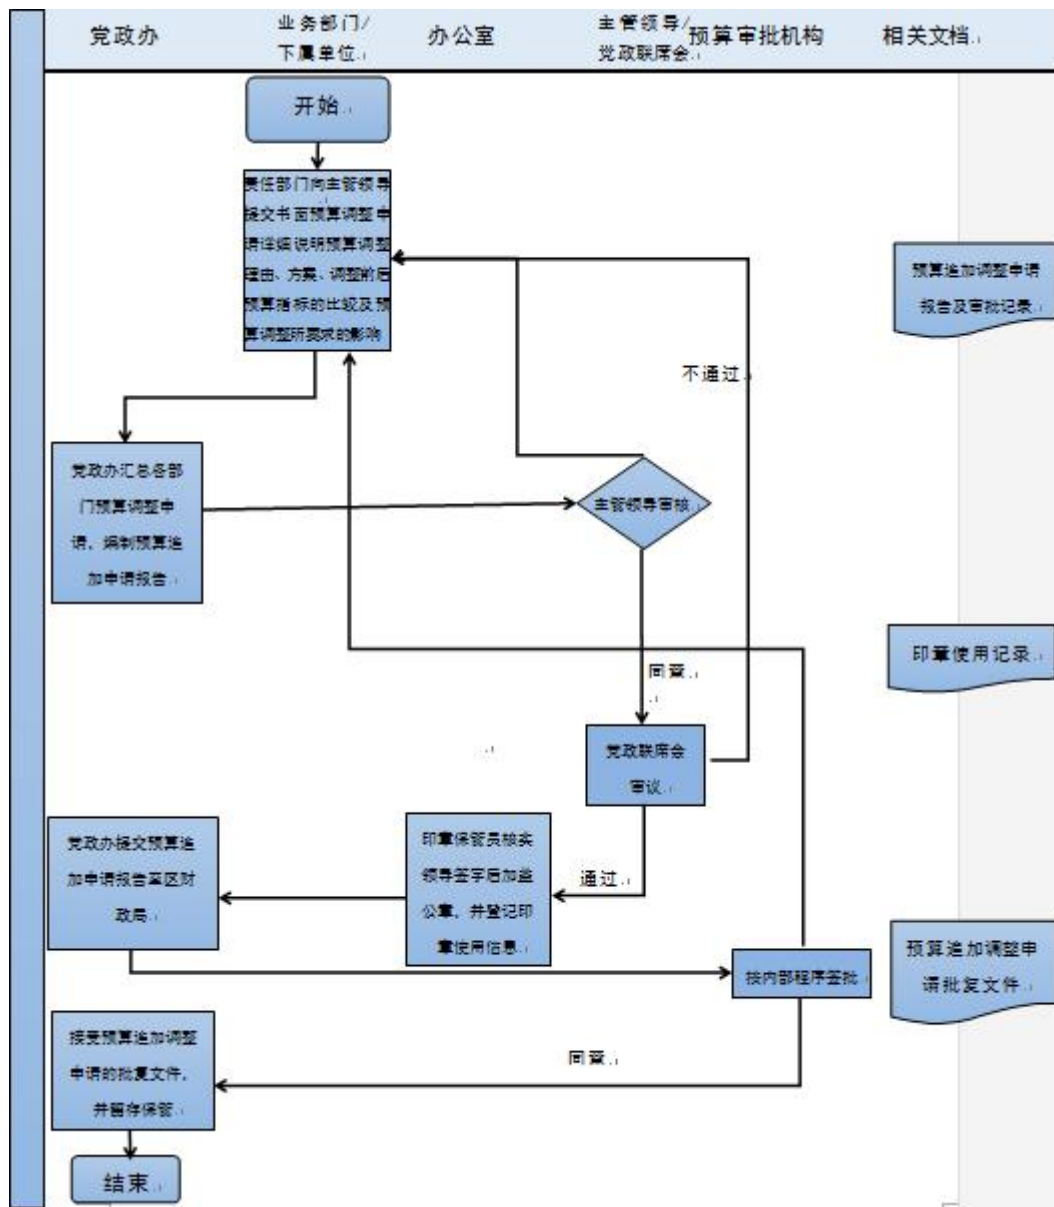 党政办
业务部门/
下属单位
办公室
主管领导/
党政联席会
预算审批机构
相关文档
开始
责任部门向主管领导
提交书面预算调整申
请详细说明预算调整
理由、方案、调整前后
预算指标的比较及预
算调整所要求的影响
预算追加调整申请
报告及审批记录
不通过
党政办汇总各部
门预算调整申
请，编制预算追
加申请报告
主管领导审核
印章使用记录
同意
党政联席会
审议
党政办提交预算追
加申请报告至区财
政局
印章保管员核实
领导签字后加盖
公章，并登记印
章使用信息
通过
预算追加调整申
请批复文件
按内部程序签批
接受预算追加调整
申请的批复文件，
并留存保管
同意
结束